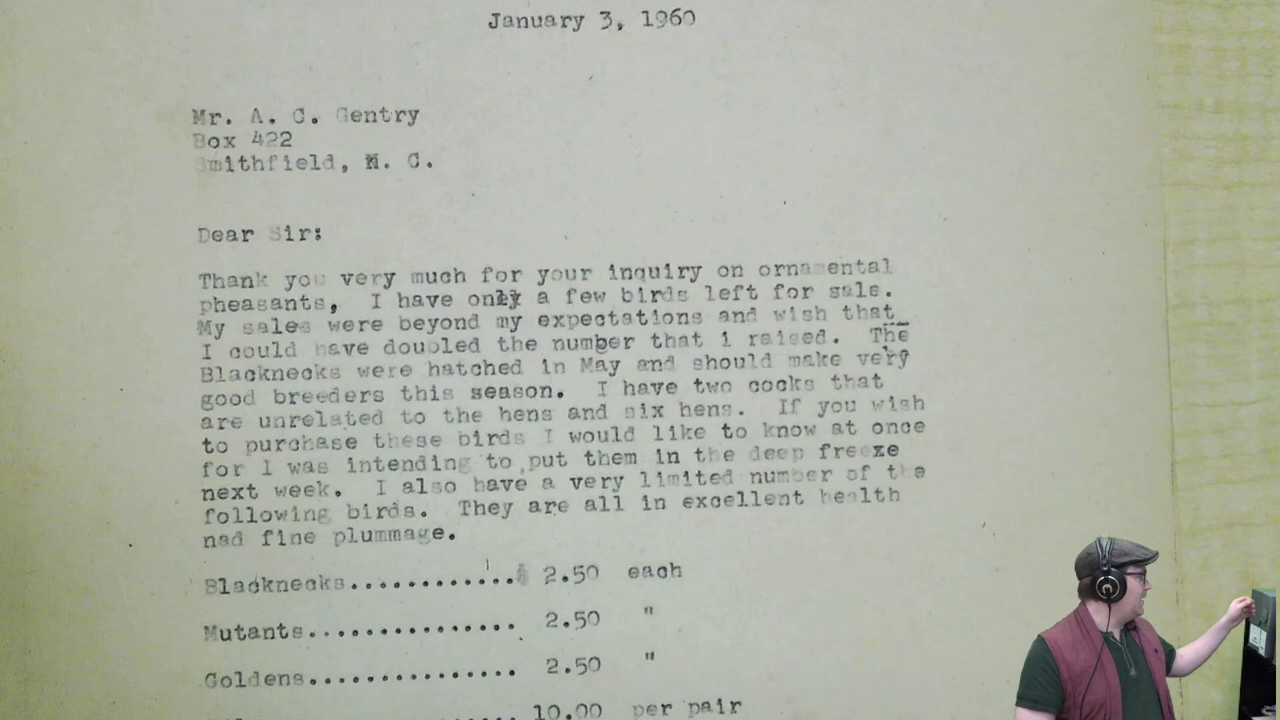 January 3, 1960
Mr. A. C. Gentry
Box 422
Smithfield, N. C.
Dear Sir:
Thank you very much for your inquiry on ornamental
pheasants, I have only a few birds left for sale.
My sales were beyond my expectations and wish that
I could have doubled the number that i raised. The
Blacknecks were hatched in May and should make very
good breeders this season. I have two cocks that
are unrelated to the hens and six hens. If you wish
to purchase these birds I would like to know at once
for I was intending to put them in the deep freeze
next week. I also have a very limited number of the
following birds. They are all in excellent health
nad fine plummage.
Blacknecks............$ 2.50 each
Mutants............... 2.50 "
Goldens............... 2.50 "
10.00 per pair